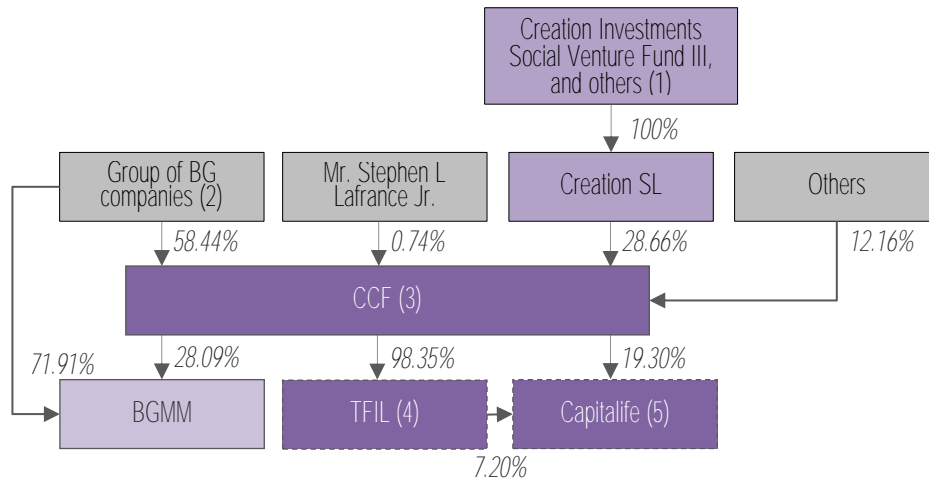 Creation Investments
Social Venture Fund III,
and others (1)
100%
Group of BG
companies (2)
Mr. Stephen L
Lafrance Jr.
Creation SL
Others
58.44%
0.74%
28.66%
12.16%
CCF (3)
71.91%
28.09%
98.35%
19.30%
BGMM
TFIL (4)
Capitalife (5)
7.20%